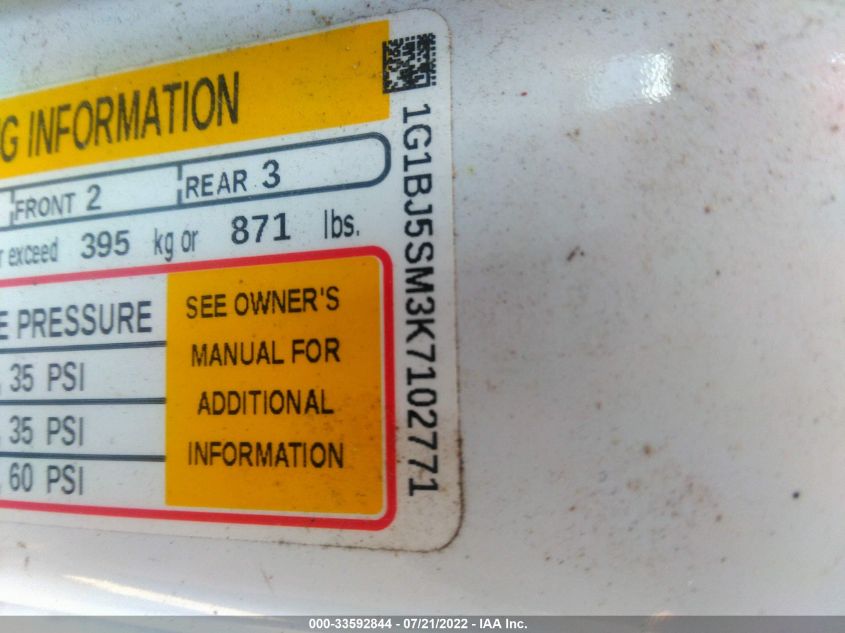 G INFORMATION
FRONT 2 REAR 3
r exceed 395 kg or 871 lbs.
E PRESSURE
35 PSI
35 PSI
60 PSI
SEE OWNER'S
MANUAL FOR
ADDITIONAL
INFORMATION
1G1BJ5SM3K7102771
000-33592844 - 07/21/2022 - IAA Inc.